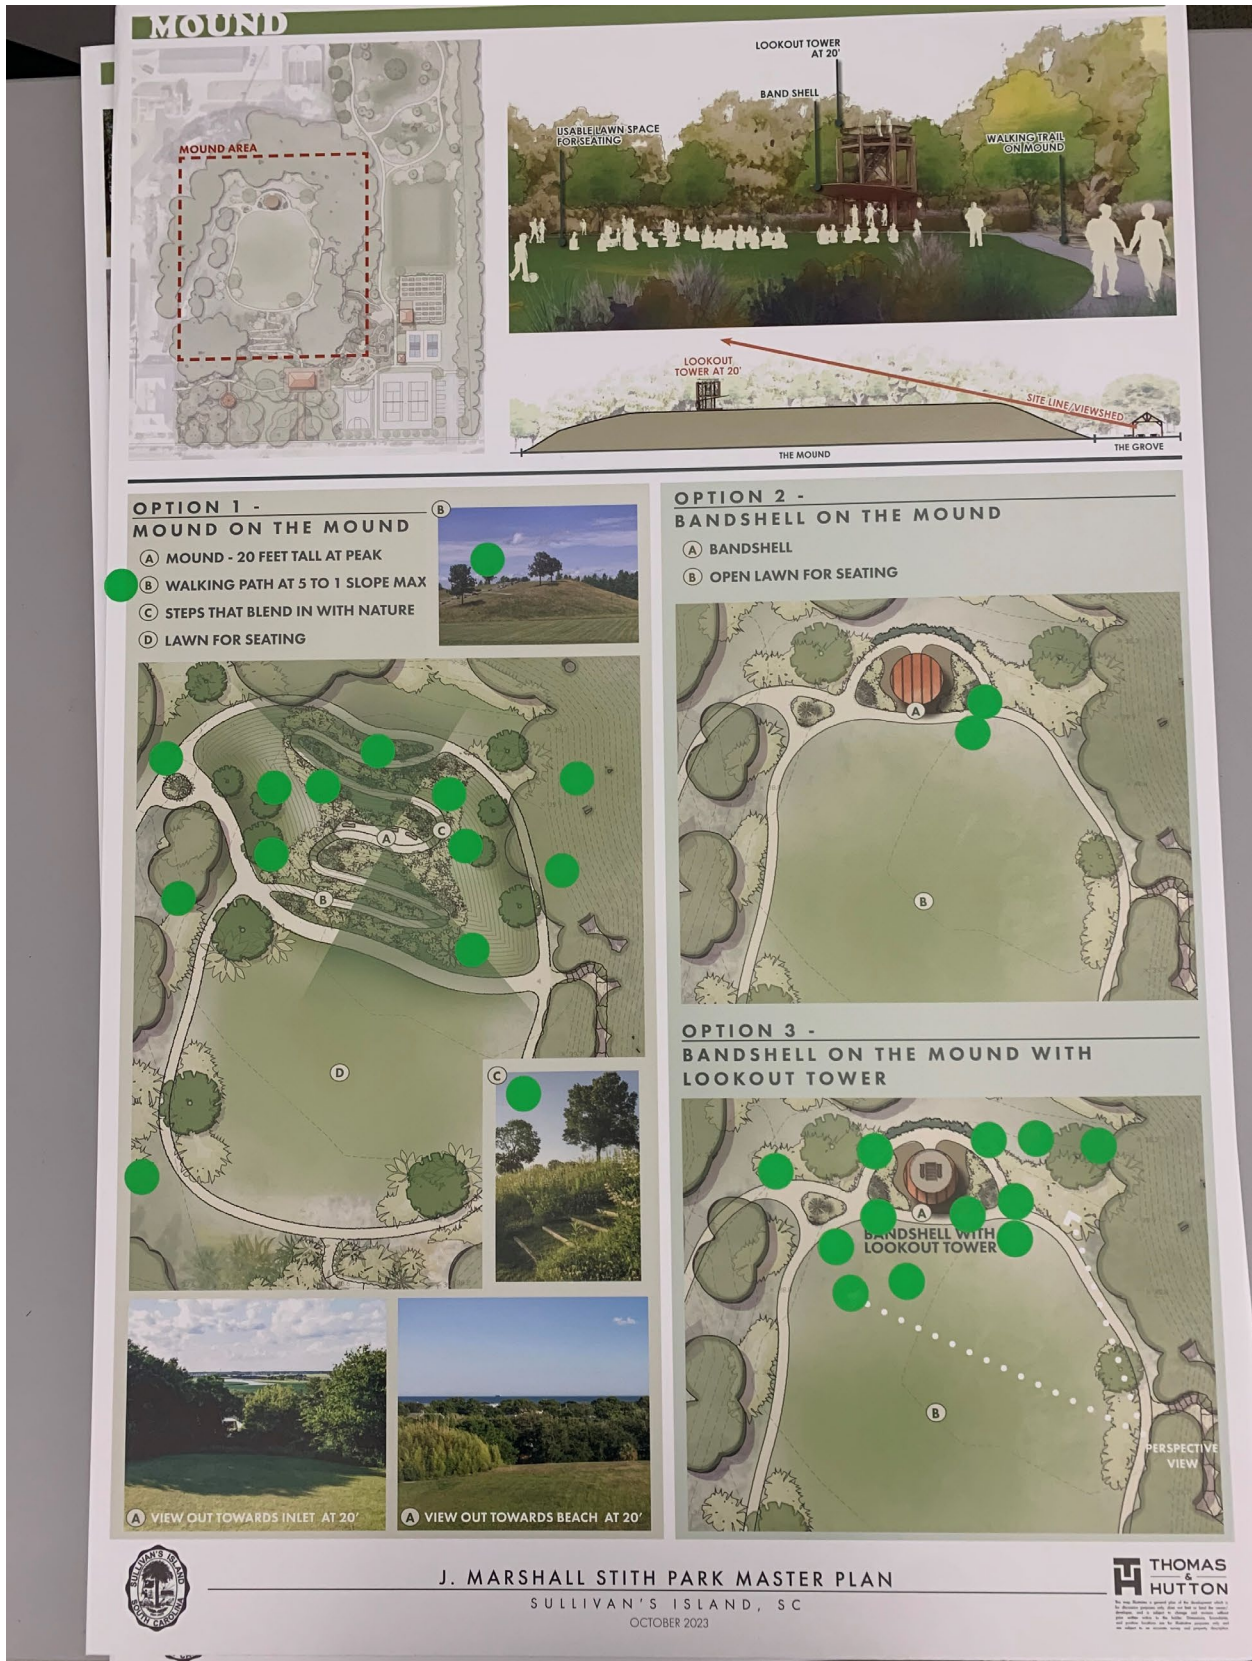 MOUND
MOUND AREA
LOOKOUT TOWER
AT 20'
BAND SHELL
USABLE LAWN SPACE
FOR SEATING
WALKING TRAIL
ON MOUND
LOOKOUT
TOWER AT 20'
SITE LINE/VIEWSHED
THE MOUND
THE GROVE
OPTION 1 -
MOUND ON THE MOUND
A MOUND - 20 FEET TALL AT PEAK
B WALKING PATH AT 5 TO 1 SLOPE MAX
C STEPS THAT BLEND IN WITH NATURE
D LAWN FOR SEATING
B
A
C
B
D
C
A VIEW OUT TOWARDS INLET AT 20'
A VIEW OUT TOWARDS BEACH AT 20'
OPTION 2 -
BANDSHELL ON THE MOUND
A BANDSHELL
B OPEN LAWN FOR SEATING
A
B
OPTION 3 -
BANDSHELL ON THE MOUND WITH
LOOKOUT TOWER
A
BANDSHELL WITH
LOOKOUT TOWER
B
PERSPECTIVE
VIEW
SULLIVAN'S ISLAND
SOUTH CAROLINA
J. MARSHALL STITH PARK MASTER PLAN
SULLIVAN'S ISLAND, SC
OCTOBER 2023
THOMAS
&
HUTTON